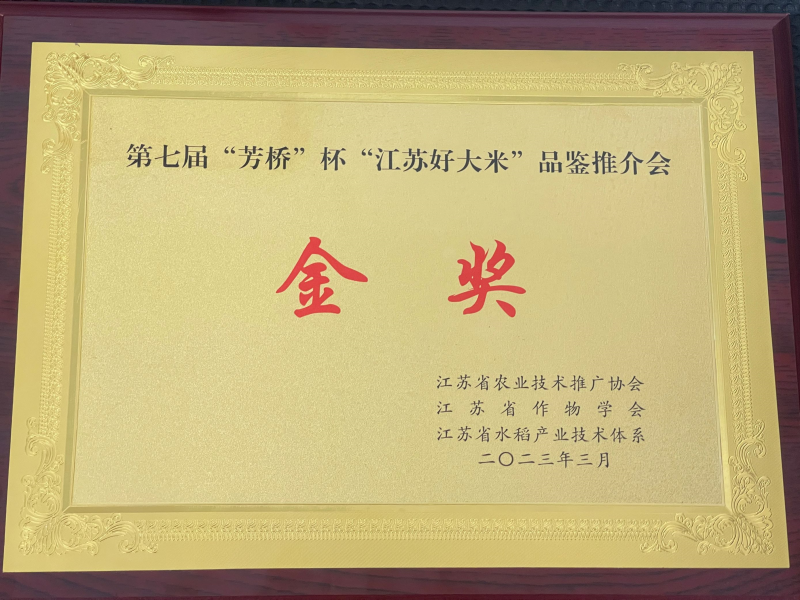 第七届“芳桥”杯“江苏好大米”品鉴推介会
金奖
江苏省农业技术推广协会
江苏省作物学会
江苏省水稻产业技术体系
二〇二三年三月